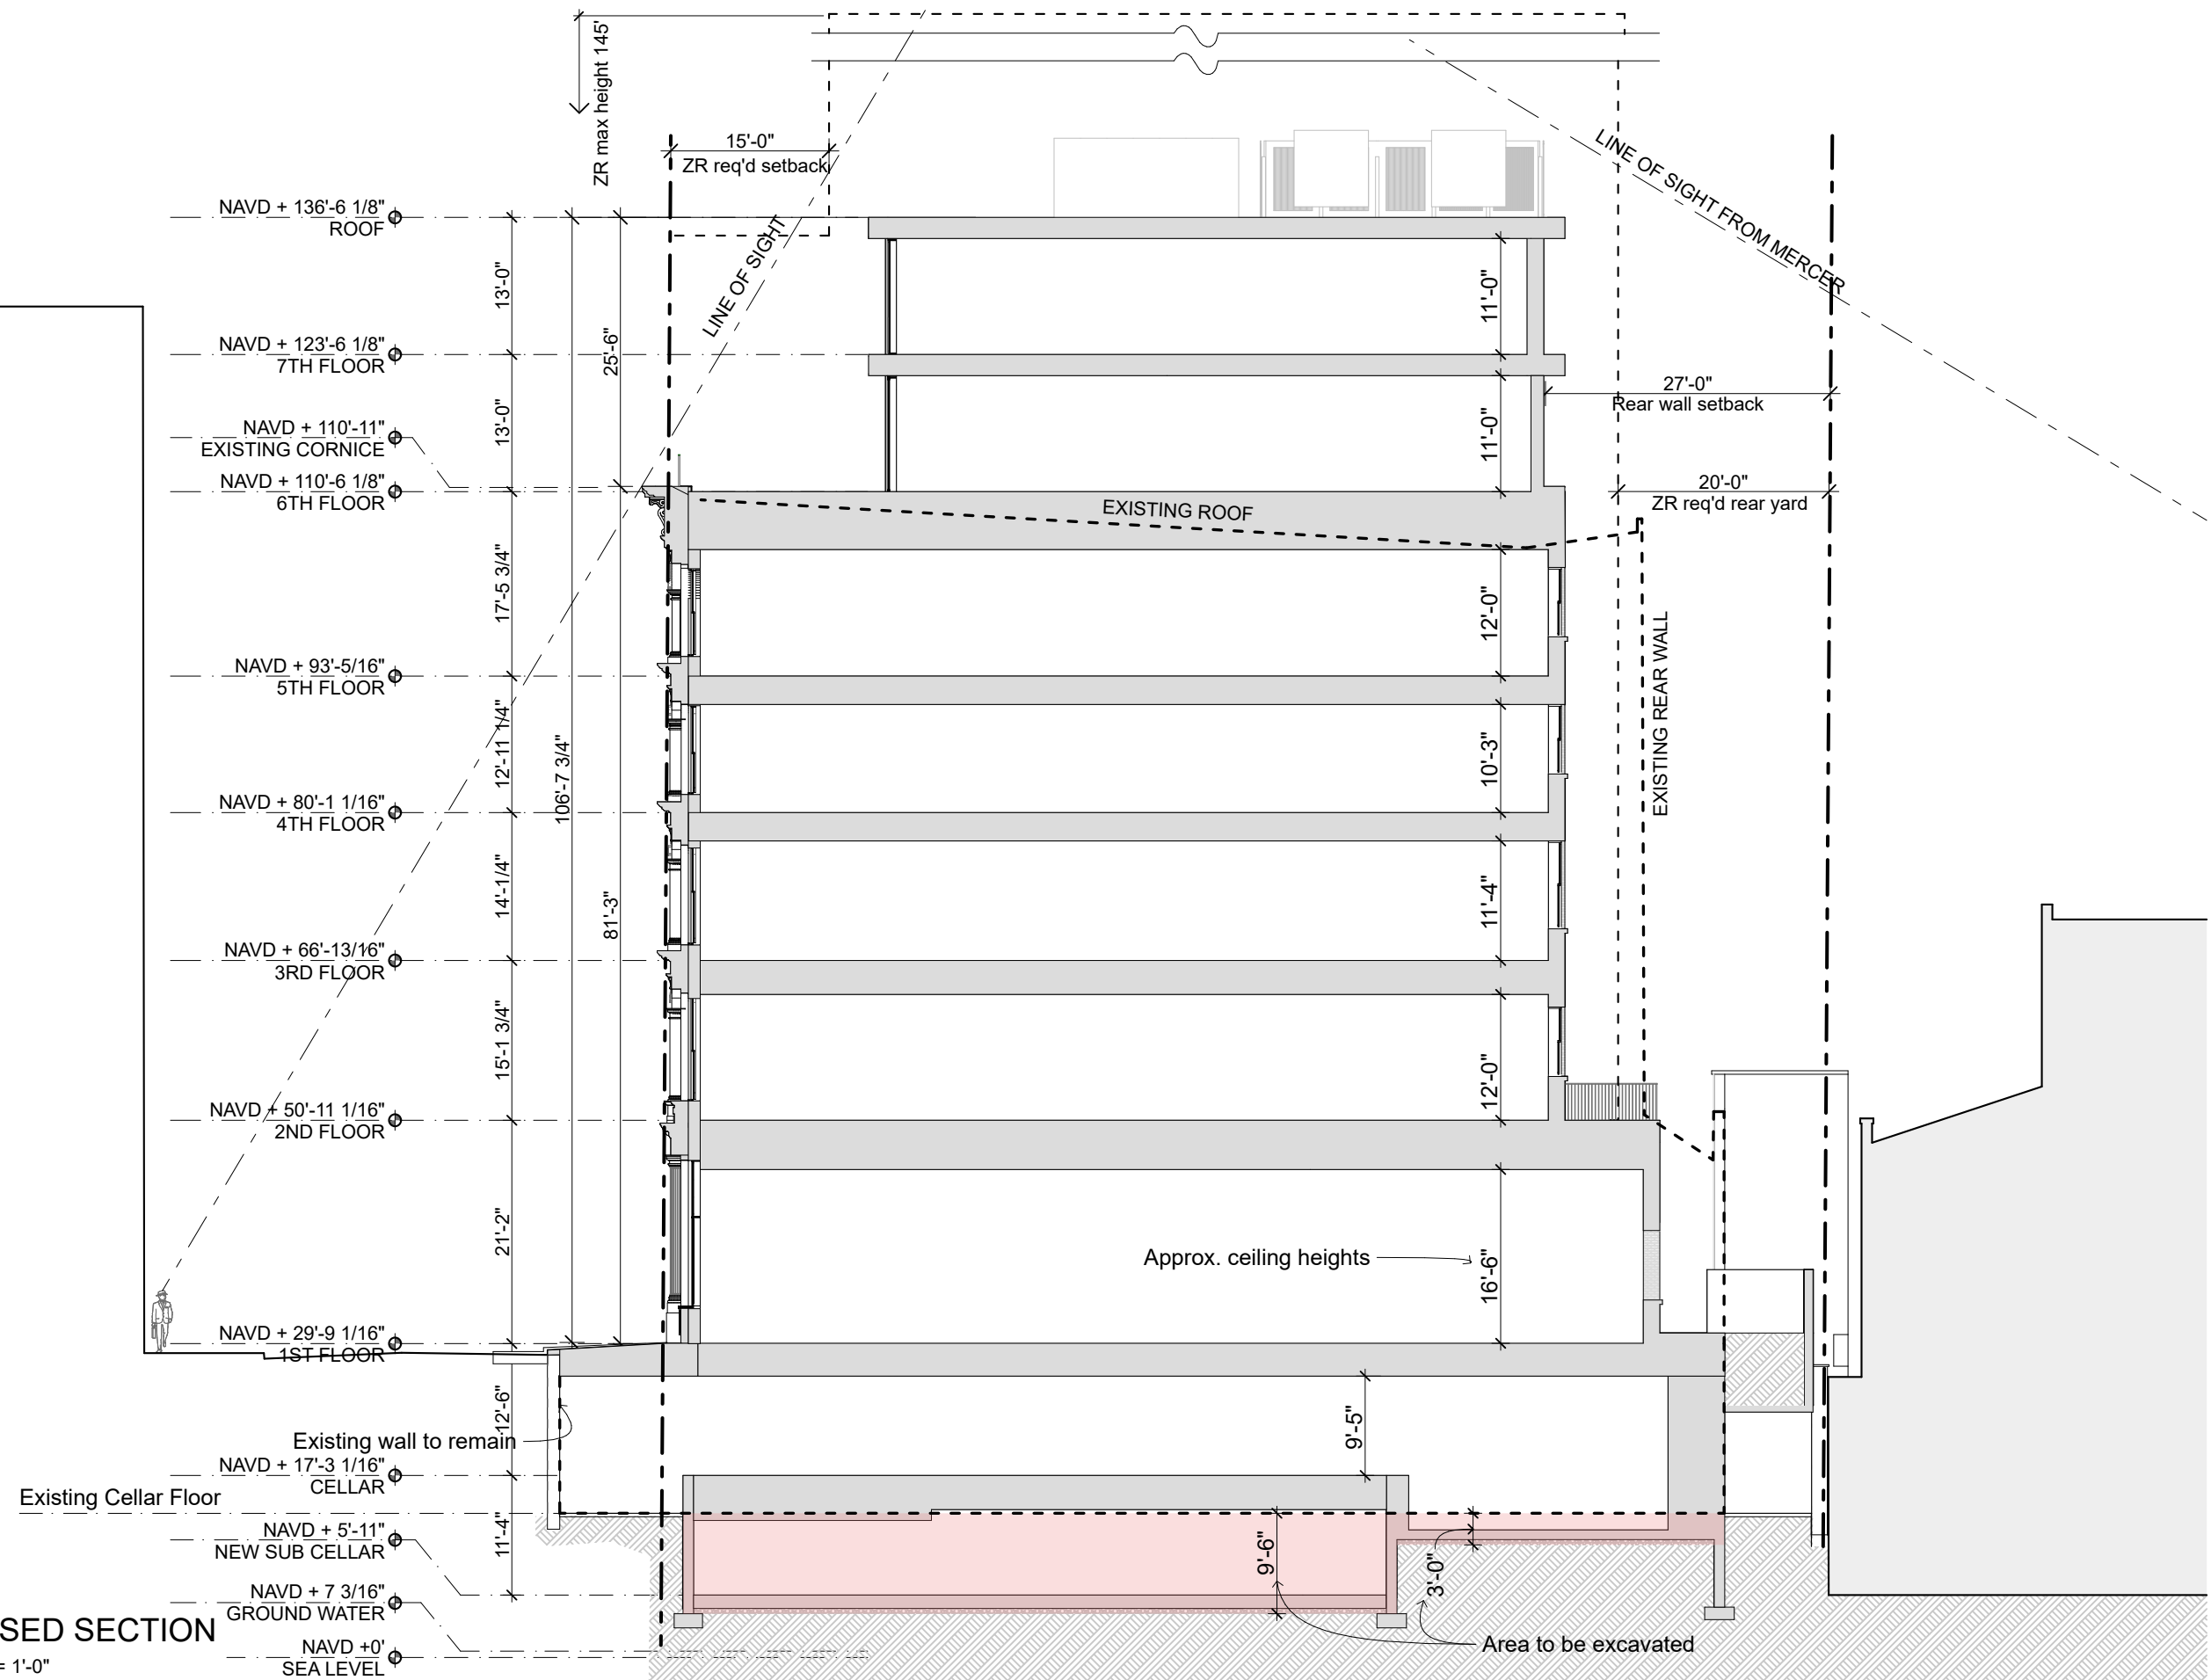 ZR max height 145'
15'-0"
ZR req'd setback
LINE OF SIGHT
LINE OF SIGHT FROM MERCER
NAVD + 136'-6 1/8"
ROOF
13'-0"
11'-0"
25'-6"
NAVD + 123'-6 1/8"
7TH FLOOR
27'-0"
Rear wall setback
13'-0"
11'-0"
NAVD + 110'-11"
EXISTING CORNICE
NAVD + 110'-6 1/8"
6TH FLOOR
20'-0"
ZR req'd rear yard
EXISTING ROOF
17'-5 3/4"
12'-0"
EXISTING REAR WALL
NAVD + 93'-5/16"
5TH FLOOR
12'-11 1/4"
106'-7 3/4"
10'-3"
NAVD + 80'-1 1/16"
4TH FLOOR
14'-1/4"
81'-3"
11'-4"
NAVD + 66'-13/16"
3RD FLOOR
15'-1 3/4"
12'-0"
NAVD + 50'-11 1/16"
2ND FLOOR
21'-2"
Approx. ceiling heights
16'-6"
NAVD + 29'-9 1/16"
1ST FLOOR
12'-6"
9'-5"
Existing wall to remain
NAVD + 17'-3 1/16"
CELLAR
Existing Cellar Floor
11'-4"
NAVD + 5'-11"
NEW SUB CELLAR
9'-6"
3'-0"
NAVD + 7 3/16"
GROUND WATER
SED SECTION
= 1'-0"
NAVD +0'
SEA LEVEL
Area to be excavated